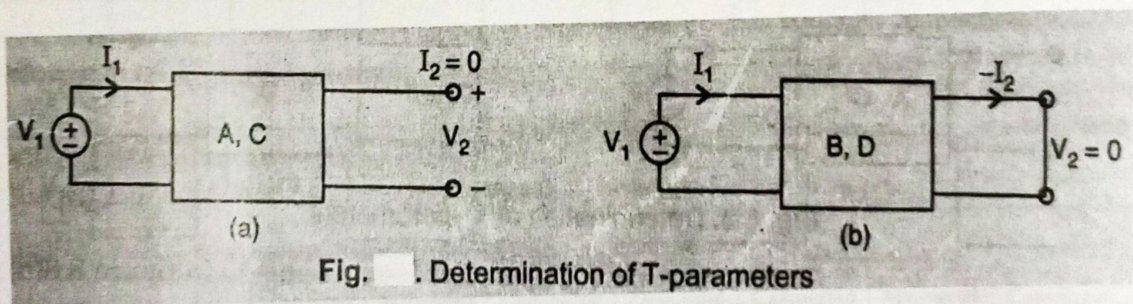 I₁
I₂ = 0
+
V₁
+
−
A, C
V₂
−
(a)
I₁
-I₂
V₁
+
−
B, D
V₂ = 0
(b)
Fig. . Determination of T-parameters